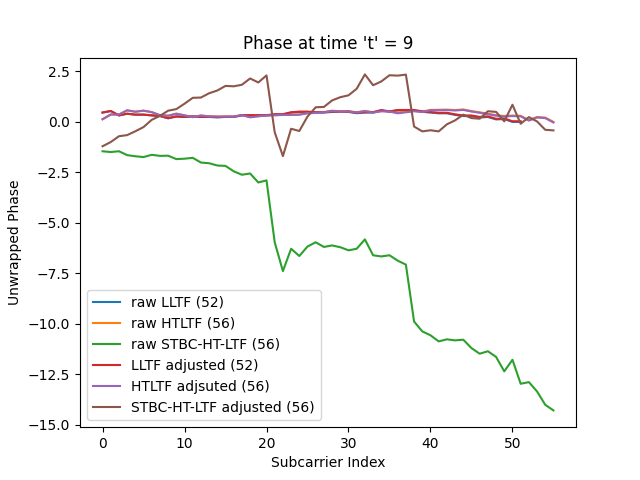 Phase at time 't' = 9
Unwrapped Phase
2.5
0.0
−2.5
−5.0
−7.5
−10.0
−12.5
−15.0
raw LLTF (52)
raw HTLTF (56)
raw STBC-HT-LTF (56)
LLTF adjusted (52)
HTLTF adjsuted (56)
STBC-HT-LTF adjusted (56)
0 10 20 30 40 50
Subcarrier Index